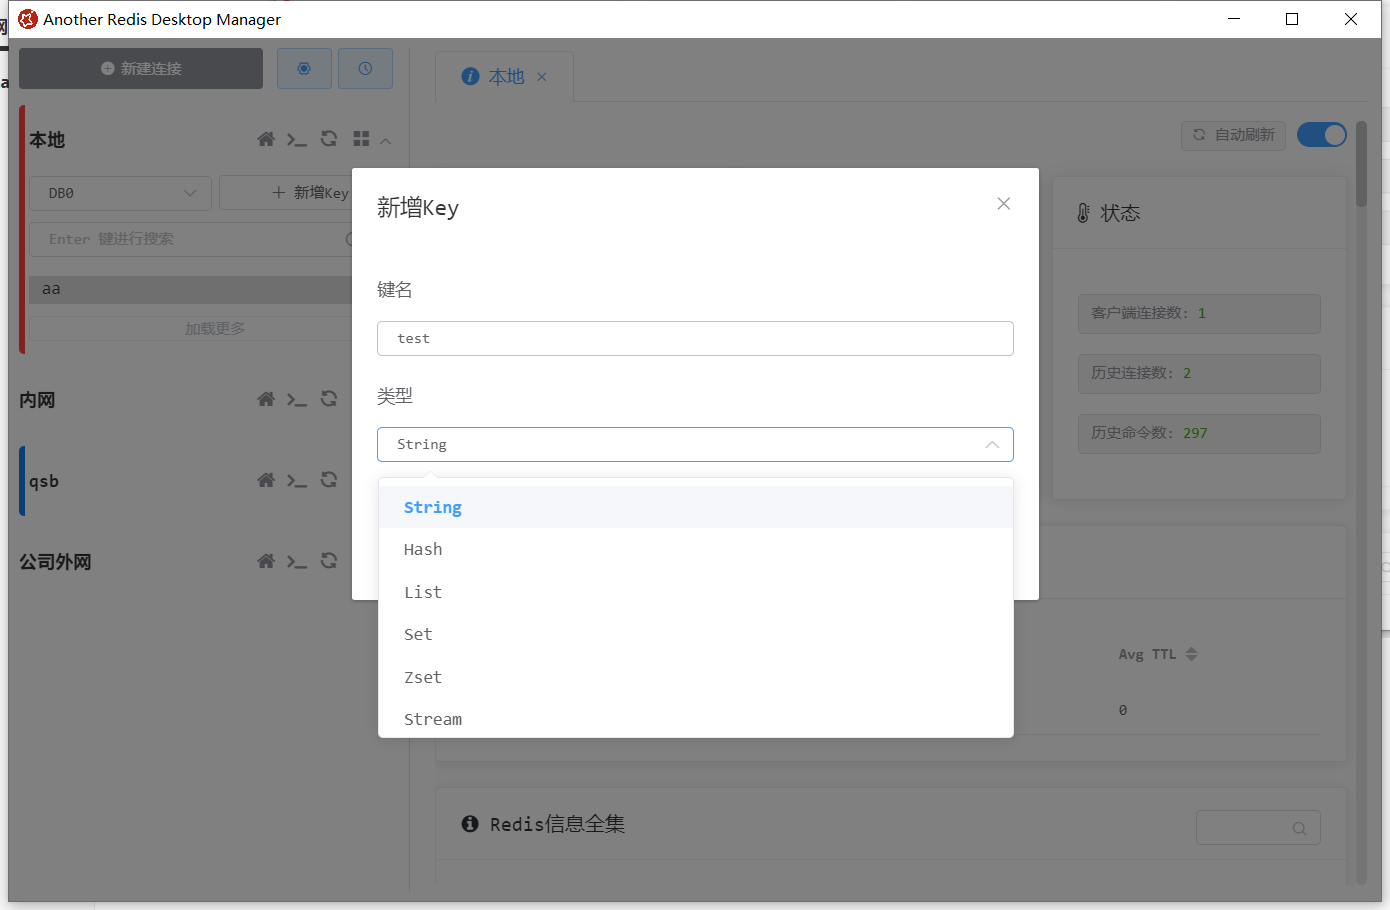 Another Redis Desktop Manager
新建连接
本地
本地
自动刷新
DB0
新增Key
Enter 键进行搜索
aa
加载更多
内网
qsb
公司外网
新增Key
键名
test
类型
String
String
Hash
List
Set
Zset
Stream
状态
客户端连接数: 1
历史连接数: 2
历史命令数: 297
Avg TTL
0
Redis信息全集